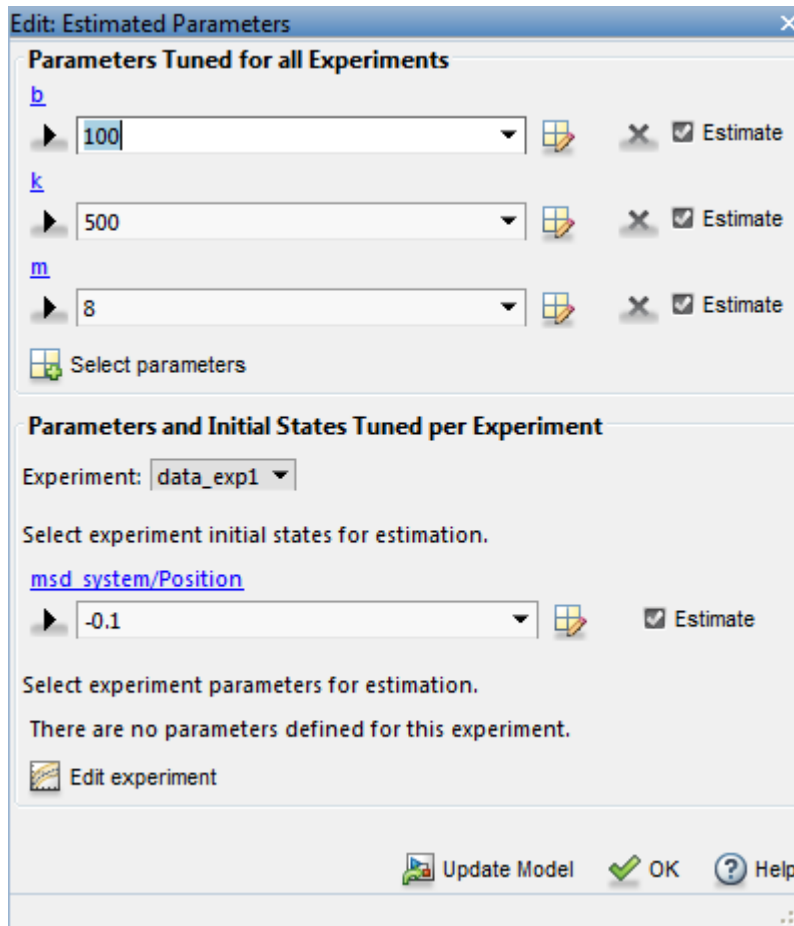 Edit: Estimated Parameters
Parameters Tuned for all Experiments
b
100 Estimate
k
500 Estimate
m
8 Estimate
Select parameters
Parameters and Initial States Tuned per Experiment
Experiment: data_exp1
Select experiment initial states for estimation.
msd_system/Position
-0.1 Estimate
Select experiment parameters for estimation.
There are no parameters defined for this experiment.
Edit experiment
Update Model OK Help